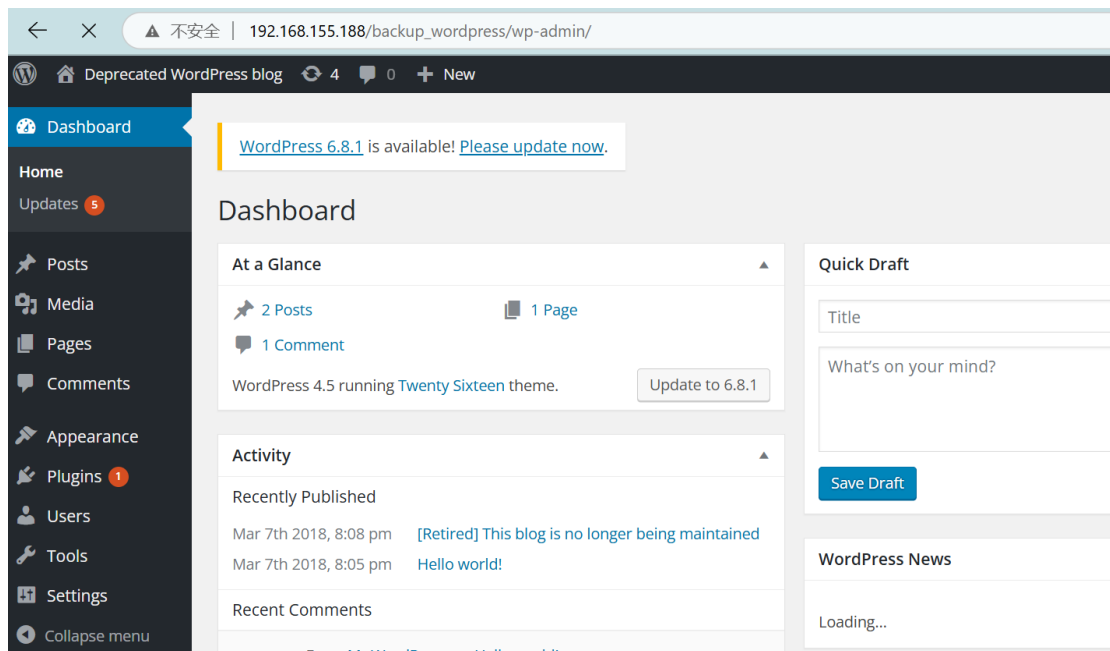 不安全 192.168.155.188/backup_wordpress/wp-admin/
Deprecated WordPress blog 4 0 New
Dashboard
Home
Updates 5
Posts
Media
Pages
Comments
Appearance
Plugins 1
Users
Tools
Settings
Collapse menu
WordPress 6.8.1 is available! Please update now.
Dashboard
At a Glance
2 Posts 1 Page
1 Comment
WordPress 4.5 running Twenty Sixteen theme. Update to 6.8.1
Activity
Recently Published
Mar 7th 2018, 8:08 pm [Retired] This blog is no longer being maintained
Mar 7th 2018, 8:05 pm Hello world!
Recent Comments
Quick Draft
Title
What's on your mind?
Save Draft
WordPress News
Loading...